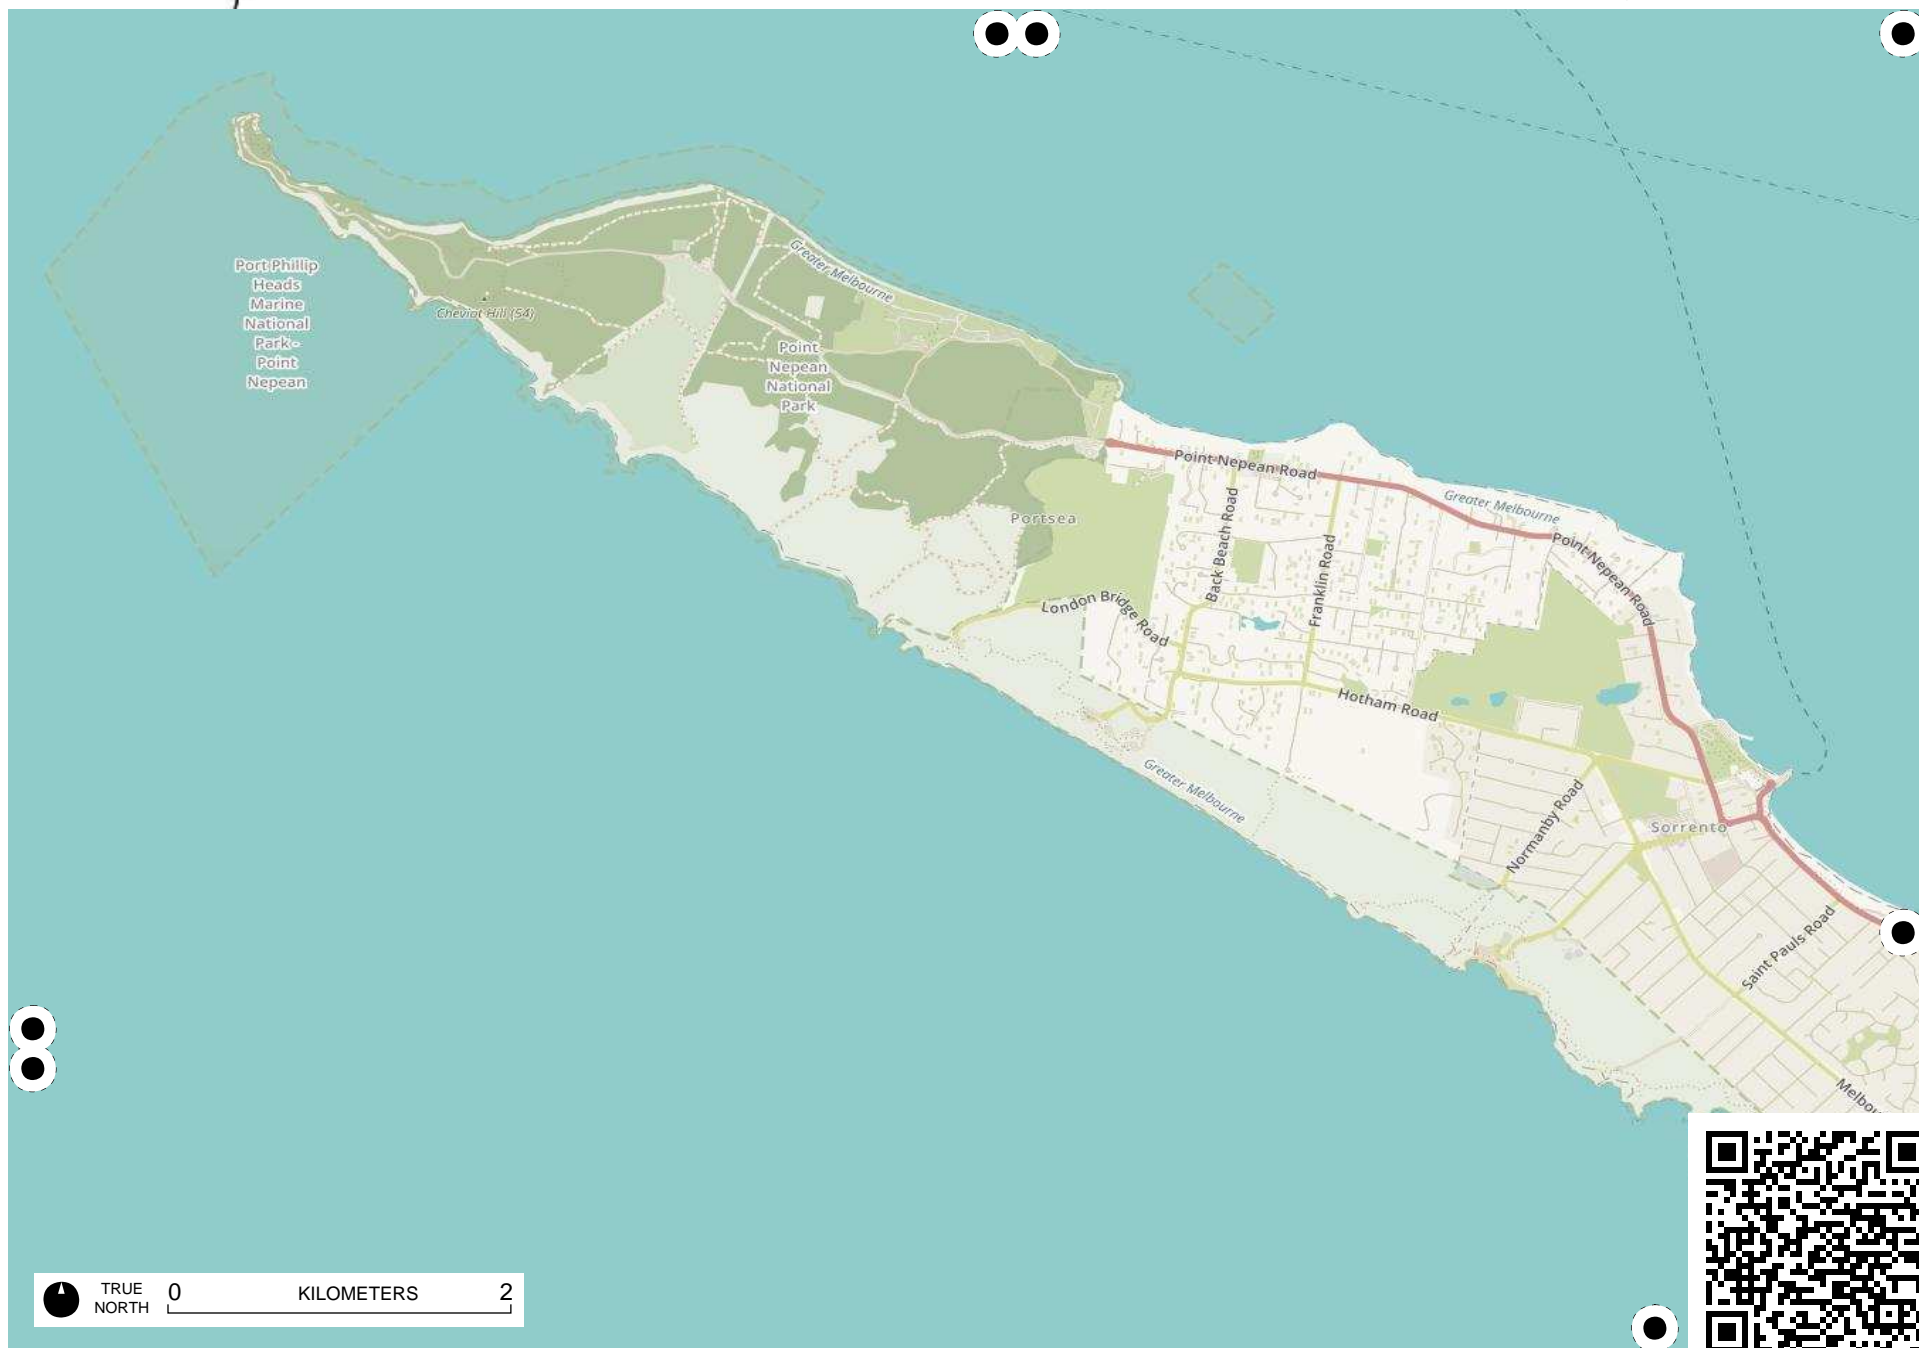 Port Phillip
Heads
Marine
National
Park -
Point
Nepean
Cheviot Hill (54)
Greater Melbourne
Point
Nepean
National
Park
Portsea
Point Nepean Road
Greater Melbourne
Point Nepean Road
Back Beach Road
Franklin Road
London Bridge Road
Hotham Road
Greater Melbourne
Normanby Road
Sorrento
Saint Pauls Road
Melbou
TRUE
NORTH
0 KILOMETERS 2